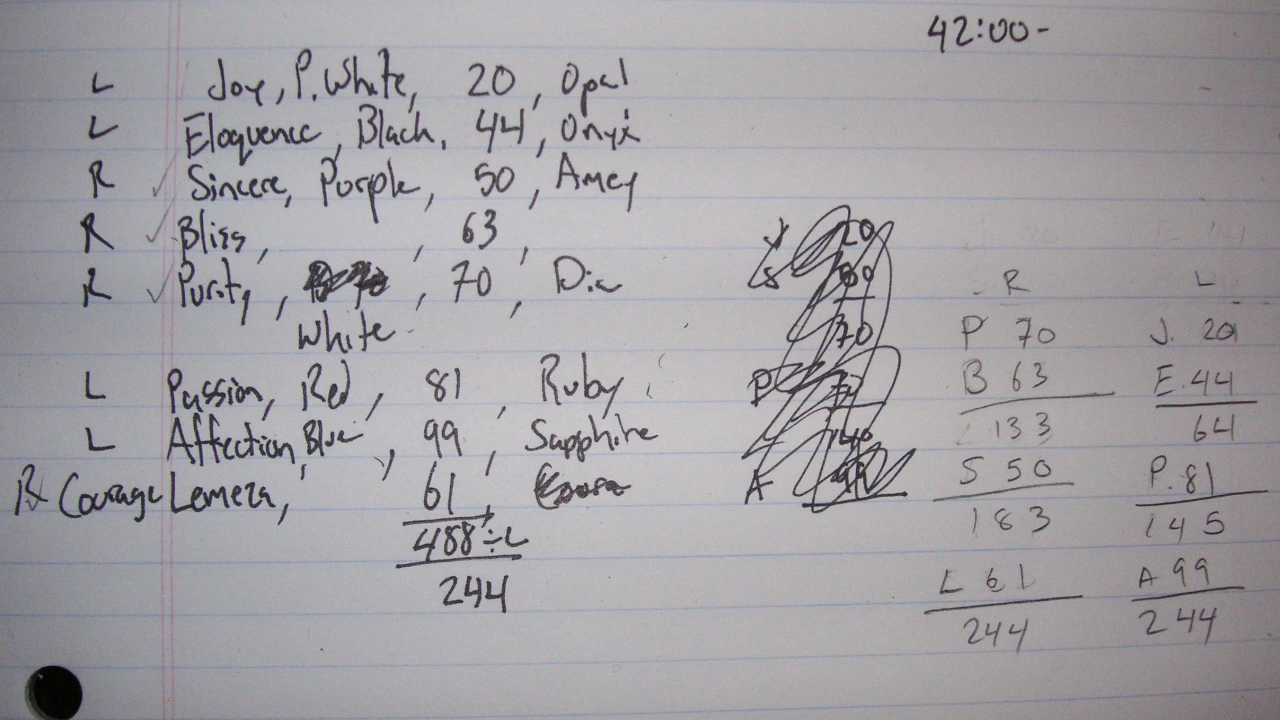 42:00-
L Joy, P. White, 20, Opal
L Eloquence, Black, 44, Onyx
R ✓ Sincere, Purple, 50, Amey
R ✓ Bliss, , 63,
R ✓ Purity, , 70, Dia
White
L Passion, Red, 81, Ruby
L Affection, Blue, 99, Sapphire
R Courage Lemeza, 61,
488÷L
244
R
P 70
B 63
133
S 50
183
L 61
244
L
J. 20
E. 44
64
P. 81
145
A 99
244